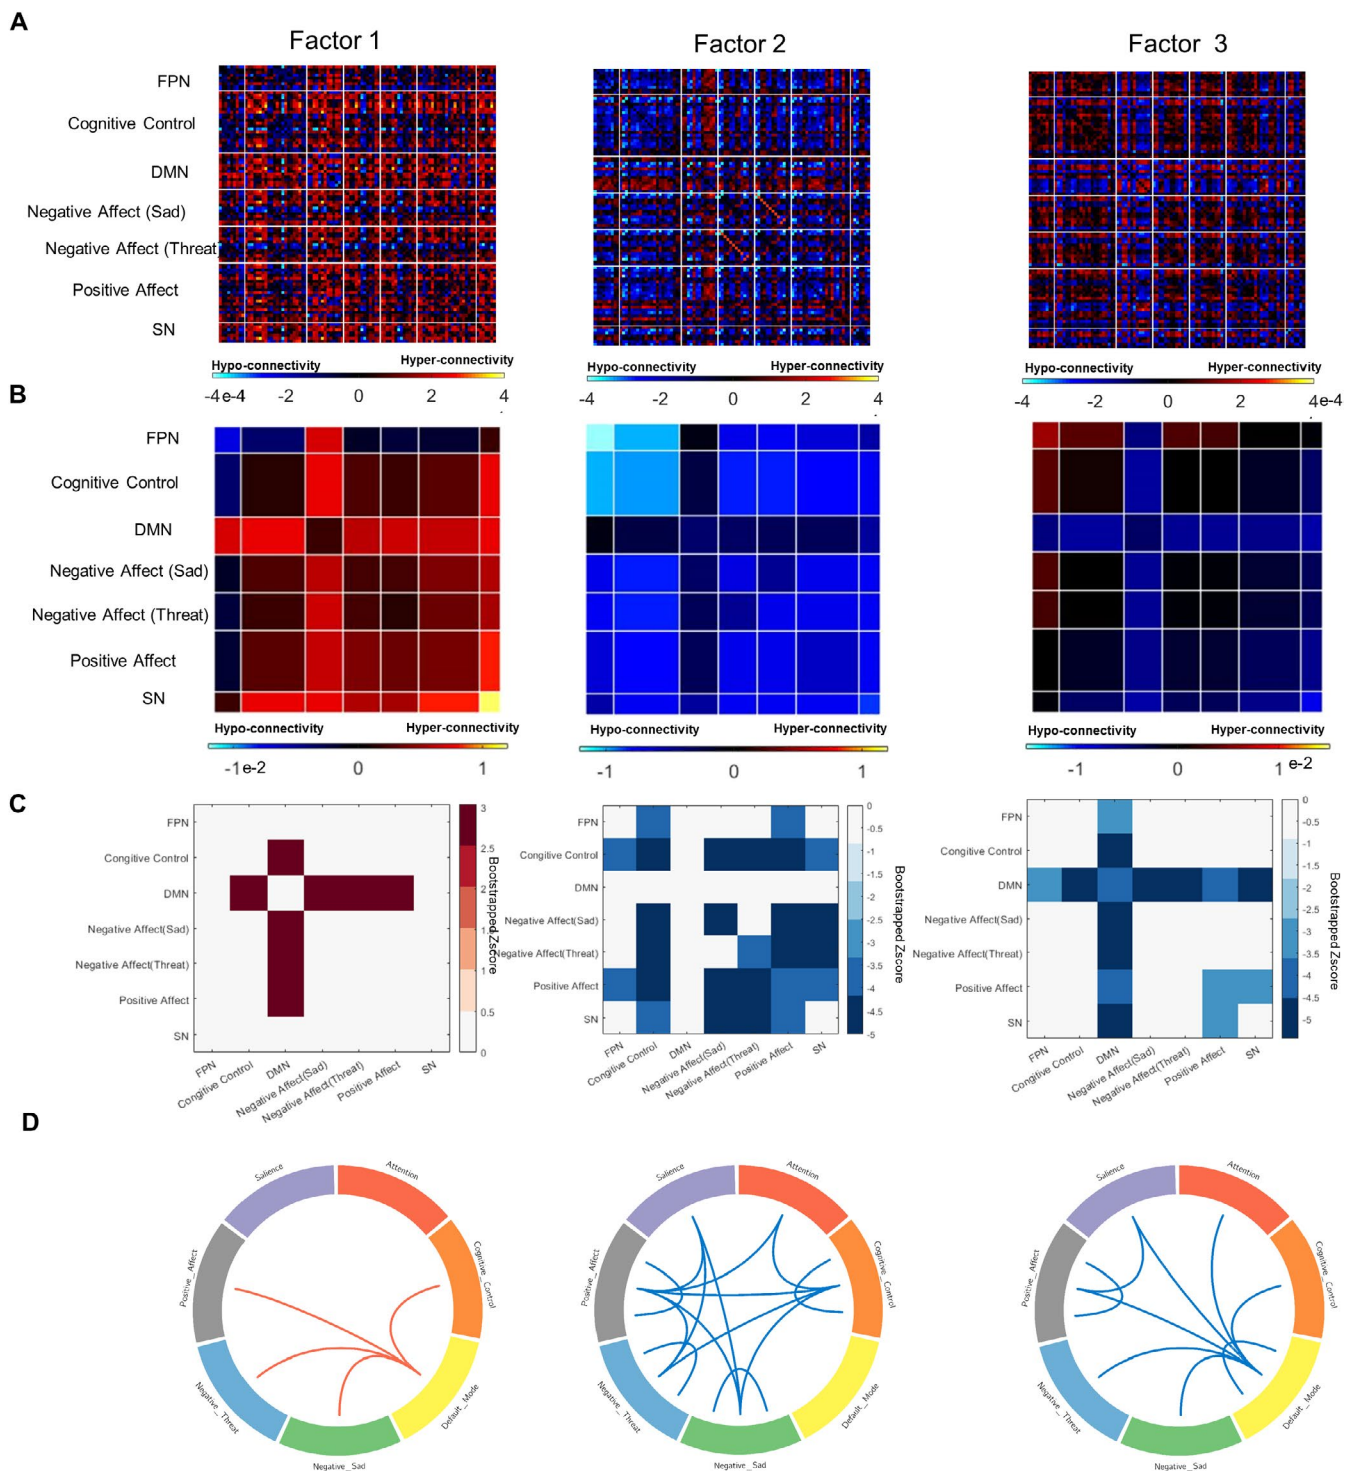 A
Factor 1
Factor 2
Factor 3
FPN
Cognitive Control
DMN
Negative Affect (Sad)
Negative Affect (Threat
Positive Affect
SN
Hypo-connectivity Hyper-connectivity
-4e-4 -2 0 2 4
Hypo-connectivity Hyper-connectivity
-4 -2 0 2 4
Hypo-connectivity Hyper-connectivity
-4 -2 0 2 4e-4
B
FPN
Cognitive Control
DMN
Negative Affect (Sad)
Negative Affect (Threat)
Positive Affect
SN
Hypo-connectivity Hyper-connectivity
-1 e-2 0 1
Hypo-connectivity Hyper-connectivity
-1 0 1
Hypo-connectivity Hyper-connectivity
-1 0 1 e-2
C
FPN
Congitive Control
DMN
Negative Affect(Sad)
Negative Affect(Threat)
Positive Affect
SN
FPN
Congitive Control
DMN
Negative Affect(Sad)
Negative Affect(Threat)
Positive Affect
SN
3
2.5
2
1
0.5
0
Bootstrapped Zscore
FPN
Congitive Control
DMN
Negative Affect(Sad)
Negative Affect(Threat)
Positive Affect
SN
FPN
Congitive Control
DMN
Negative Affect(Sad)
Negative Affect(Threat)
Positive Affect
SN
0
-0.5
-1
-1.5
-2
-2.5
-3
-3.5
-4
-4.5
-5
Bootstrapped Zscore
FPN
Congitive Control
DMN
Negative Affect(Sad)
Negative Affect(Threat)
Positive Affect
SN
FPN
Congitive Control
DMN
Negative Affect(Sad)
Negative Affect(Threat)
Positive Affect
SN
0
-0.5
-1
-1.5
-2
-2.5
-3
-3.5
-4
-4.5
-5
Bootstrapped Zscore
D
Salience
Attention
Cognitive_Control
Default_Mode
Negative_Sad
Negative_Threat
Positive_Affect
Salience
Attention
Cognitive_Control
Default_Mode
Negative_Sad
Negative_Threat
Positive_Affect
Salience
Attention
Cognitive_Control
Default_Mode
Negative_Sad
Negative_Threat
Positive_Affect